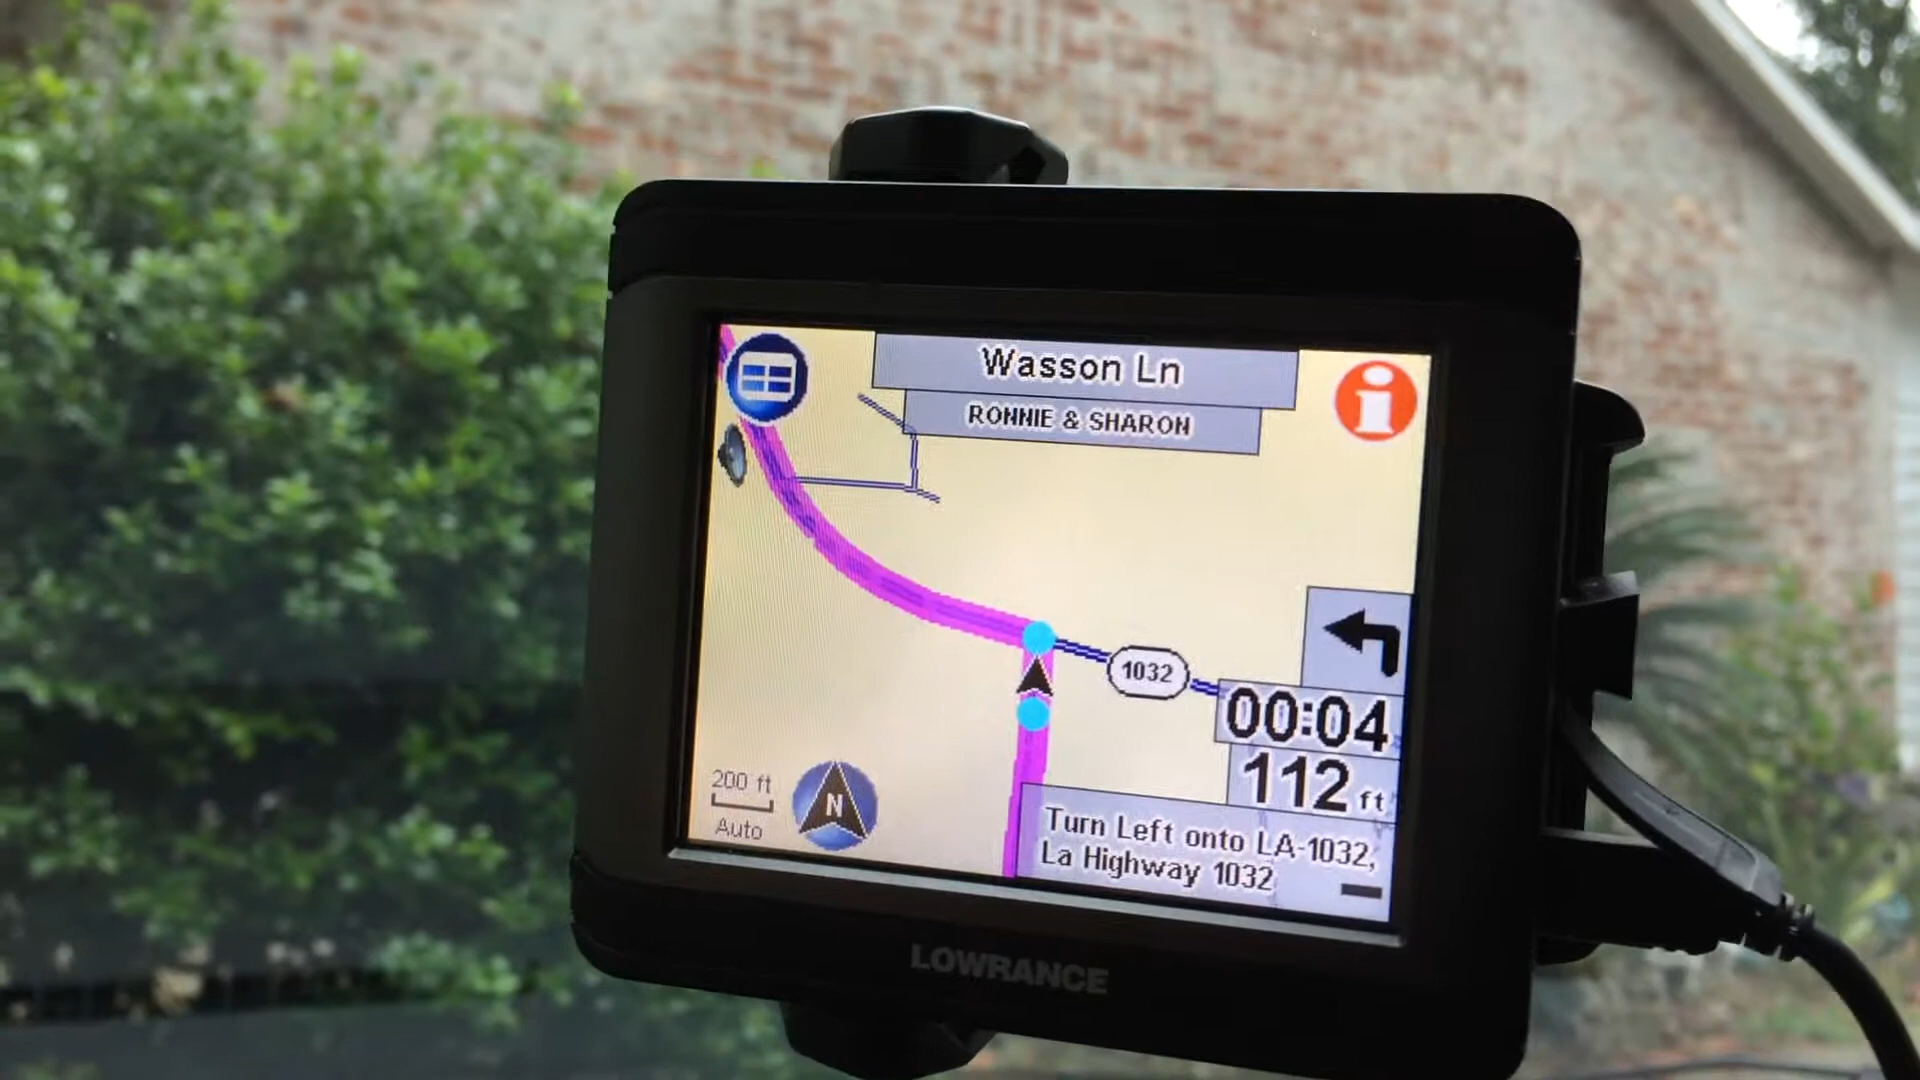 Wasson Ln
RONNIE & SHARON
1032
00:04
112 ft
200 ft
Auto
N
Turn Left onto LA-1032,
La Highway 1032
LOWRANCE